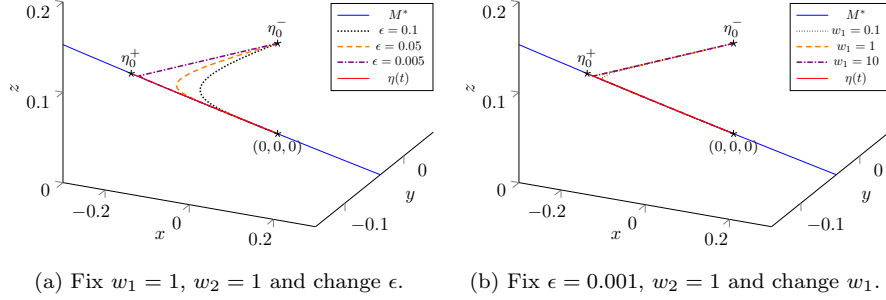 0.2
0.1
0
z
−0.2
0
0.2
x
−0.1
0
y
η₀⁺
η₀⁻
(0,0,0)
M*
ϵ = 0.1
ϵ = 0.05
ϵ = 0.005
η(t)
(a) Fix w₁ = 1, w₂ = 1 and change ϵ.
0.2
0.1
0
z
−0.2
0
0.2
x
−0.1
0
y
η₀⁺
η₀⁻
(0,0,0)
M*
w₁ = 0.1
w₁ = 1
w₁ = 10
η(t)
(b) Fix ϵ = 0.001, w₂ = 1 and change w₁.